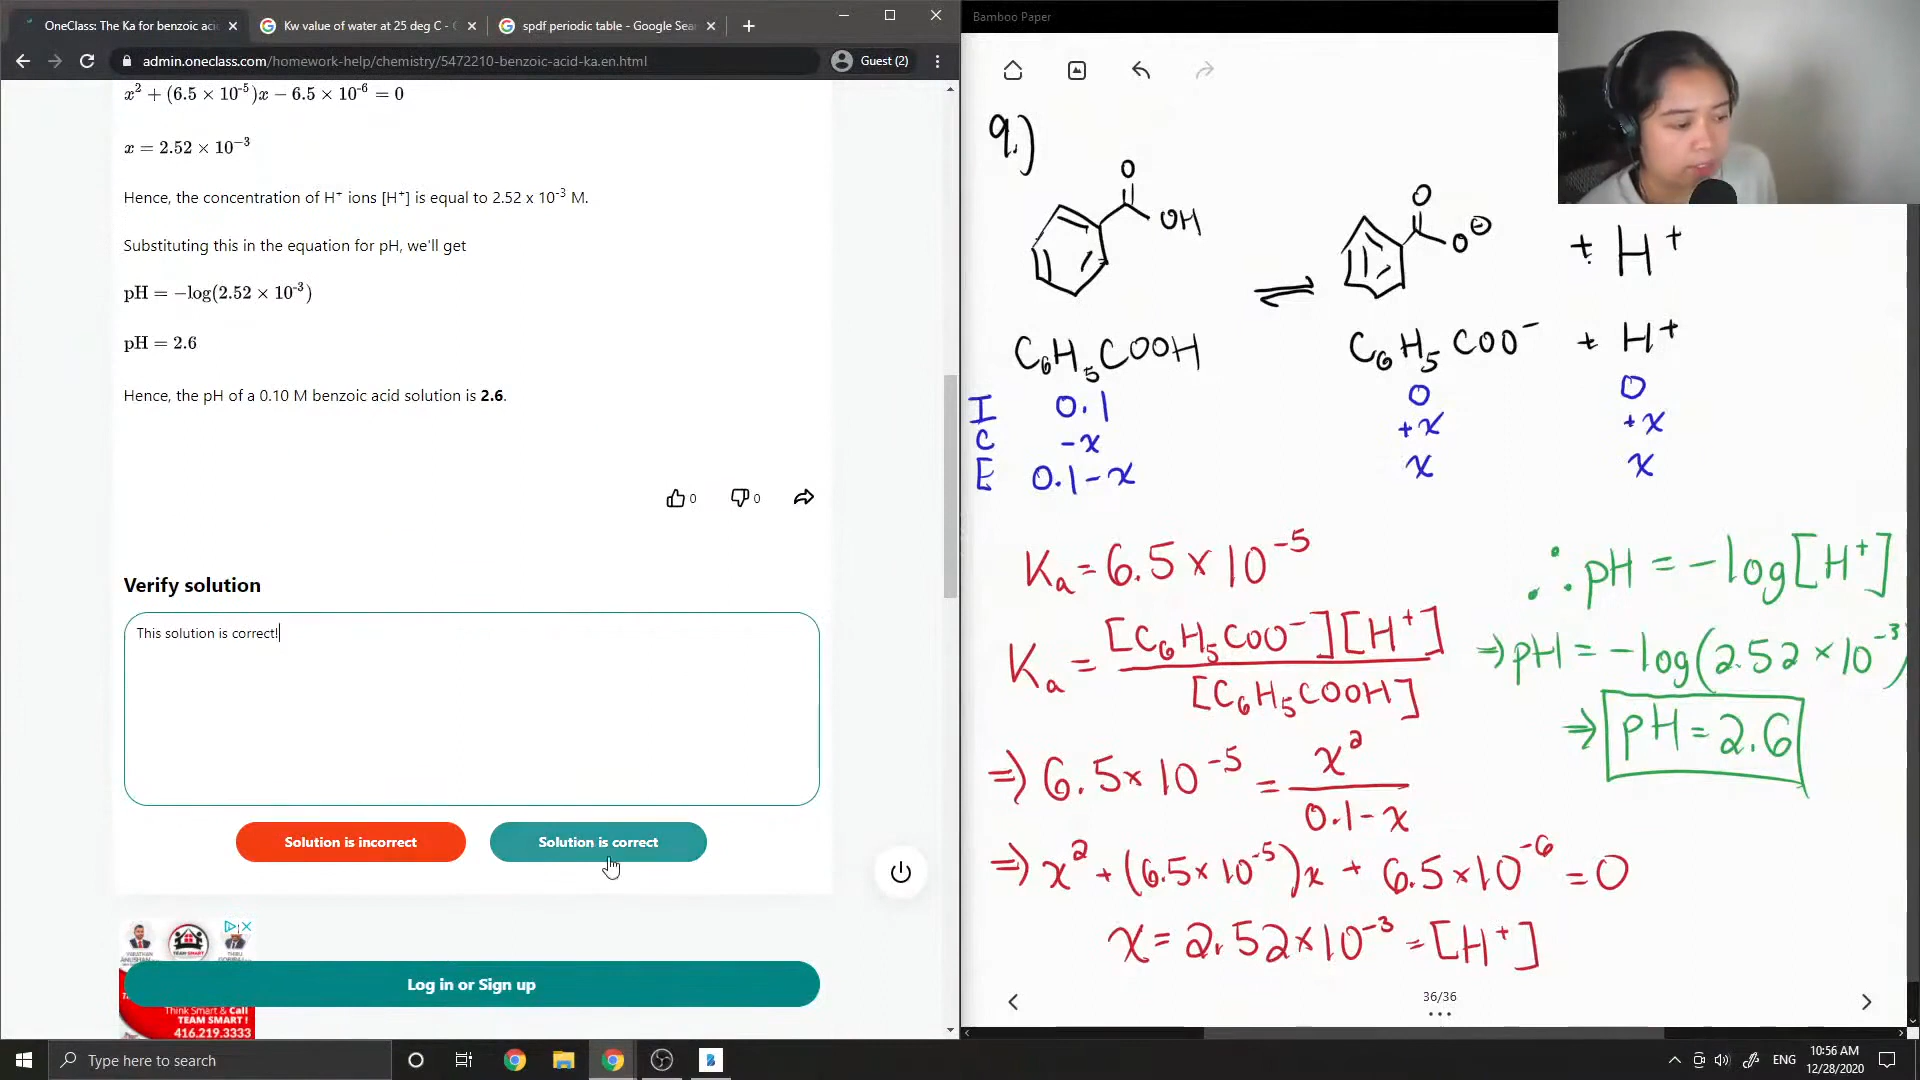 OneClass: The Ka for benzoic aci
Kw value of water at 25 deg C -
spdf periodic table - Google Sea
admin.oneclass.com/homework-help/chemistry/5472210-benzoic-acid-ka.en.html
Guest (2)
x² + (6.5 × 10⁻⁵)x − 6.5 × 10⁻⁶ = 0
x = 2.52 × 10⁻³
Hence, the concentration of H⁺ ions [H⁺] is equal to 2.52 x 10⁻³ M.
Substituting this in the equation for pH, we'll get
pH = −log(2.52 × 10⁻³)
pH = 2.6
Hence, the pH of a 0.10 M benzoic acid solution is 2.6.
0
0
Verify solution
This solution is correct!
Solution is incorrect
Solution is correct
TEAM SMART
Think Smart & Call
TEAM SMART !
416.219.3333
Log in or Sign up
Type here to search
Bamboo Paper
9.)
O
OH
⇌
O
O⊖
+ H⁺
C₆H₅COOH
C₆H₅COO⁻ + H⁺
I 0.1 0 0
C -x +x +x
E 0.1-x x x
Ka = 6.5 × 10⁻⁵
Ka = [C₆H₅COO⁻][H⁺]
[C₆H₅COOH]
⇒ 6.5 × 10⁻⁵ = x²
0.1-x
⇒ x² + (6.5 × 10⁻⁵)x + 6.5 × 10⁻⁶ = 0
x = 2.52 × 10⁻³ = [H⁺]
∴ pH = -log[H⁺]
⇒ pH = -log(2.52 × 10⁻³)
⇒ pH = 2.6
36/36
ENG
10:56 AM
12/28/2020